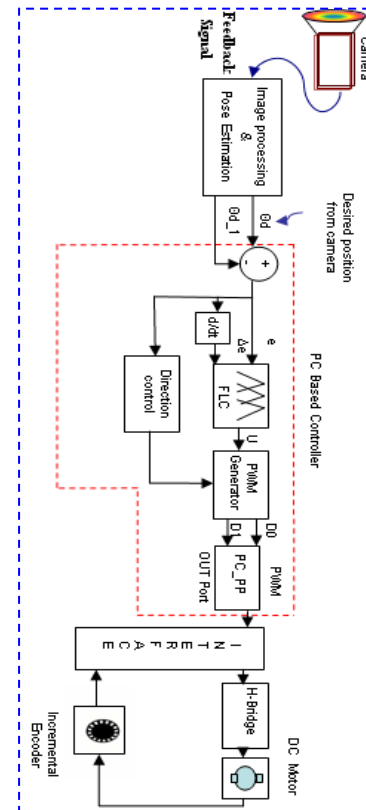 Camera
Feedback
Signal
Image processing
&
Pose Estimation
θd
θd_1
Desired position
from camera
+
-
PC Based Controller
e
Δe
d/dt
FLC
Direction
control
U
PWM
Generator
D0
D1
PWM
PC_PP
OUT Port
INTERFACE
H-Bridge
DC Motor
Incremental
Encoder